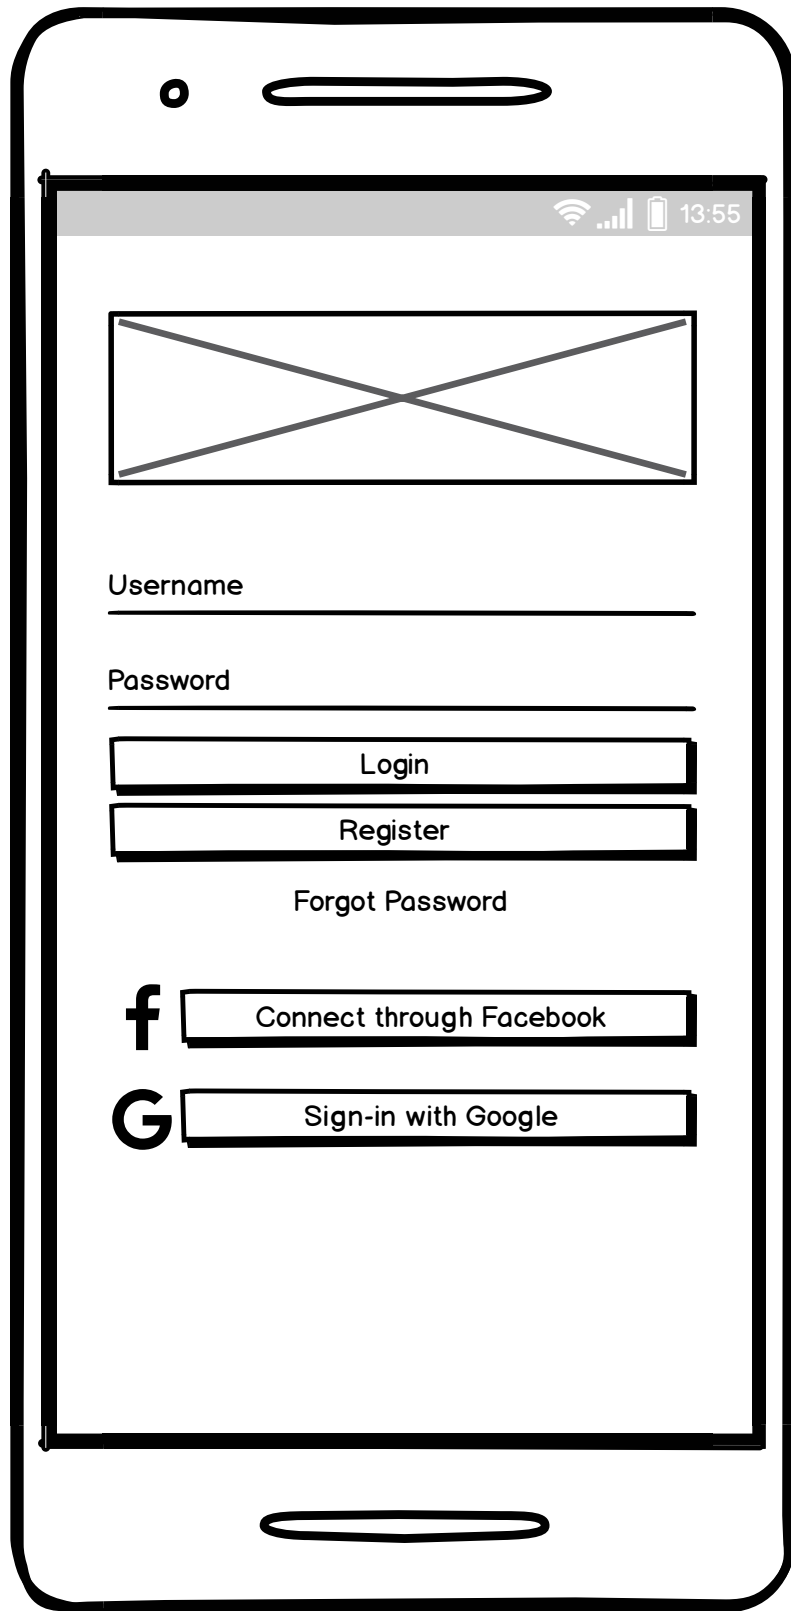 13:55
Username
Password
Login
Register
Forgot Password
Connect through Facebook
Sign-in with Google